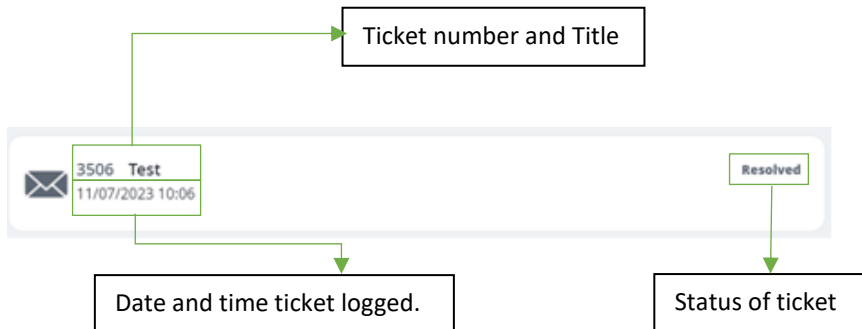 Ticket number and Title
3506 Test
Resolved
11/07/2023 10:06
Date and time ticket logged.
Status of ticket